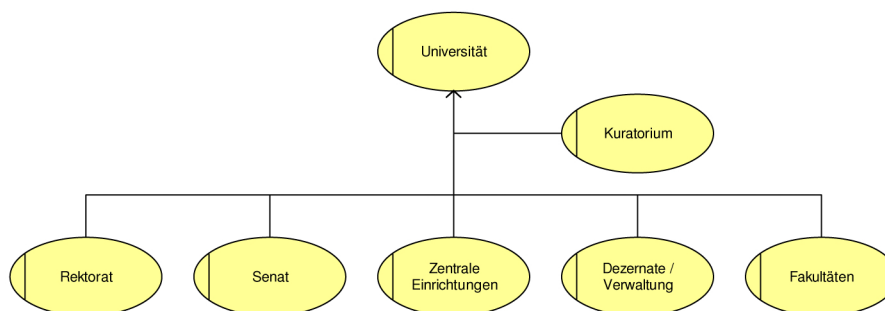 Universität
Kuratorium
Rektorat
Senat
Zentrale
Einrichtungen
Dezernate /
Verwaltung
Fakultäten